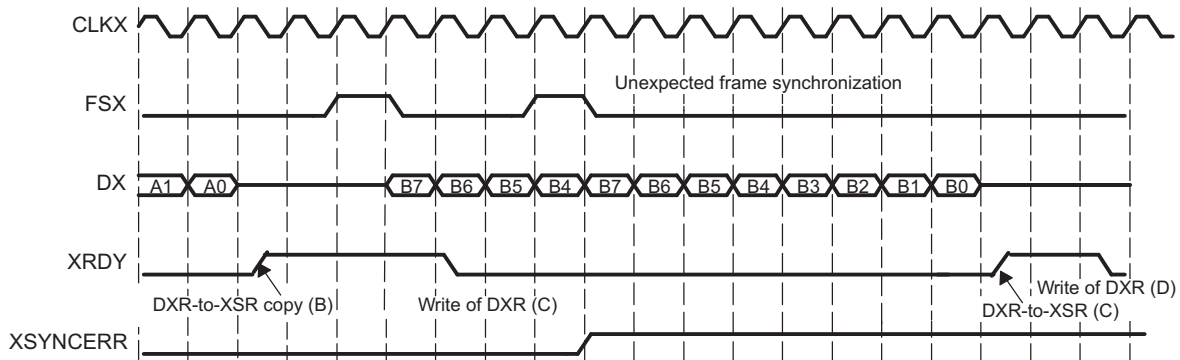 CLKX
Unexpected frame synchronization
FSX
DX A1 A0 B7 B6 B5 B4 B7 B6 B5 B4 B3 B2 B1 B0
XRDY
DXR-to-XSR copy (B)
Write of DXR (C)
Write of DXR (D)
DXR-to-XSR (C)
XSYNCERR